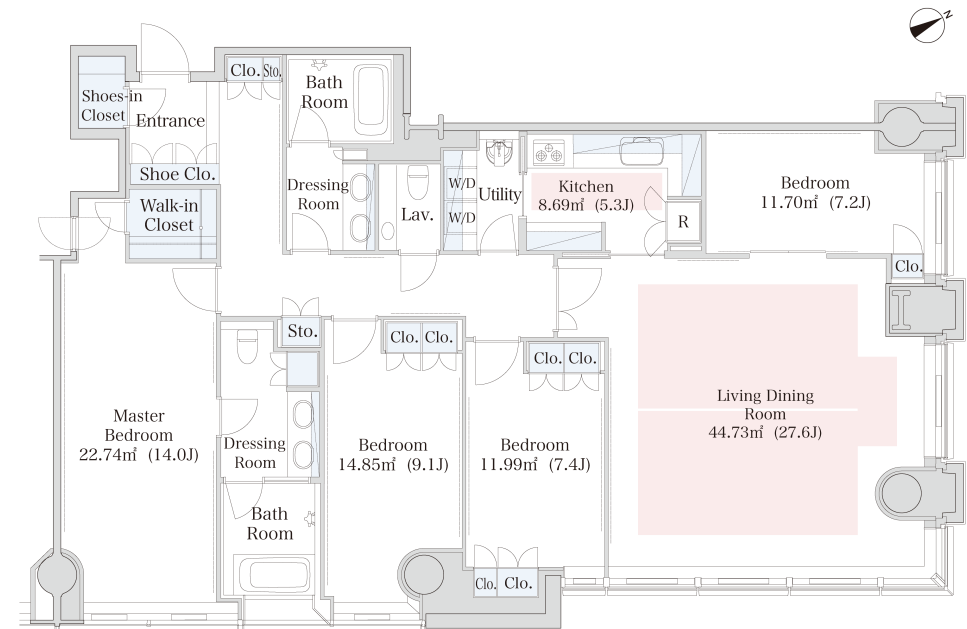 N
Clo.
Sto.
Bath
Room
Shoes-in
Closet
Entrance
Shoe Clo.
Dressing
Room
W/D
W/D
Utility
Kitchen
8.69㎡ (5.3J)
Bedroom
11.70㎡ (7.2J)
Walk-in
Closet
Lav.
R
Clo.
Sto.
Clo.
Clo.
Clo.
Clo.
Living Dining
Room
44.73㎡ (27.6J)
Master
Bedroom
22.74㎡ (14.0J)
Dressing
Room
Bedroom
14.85㎡ (9.1J)
Bedroom
11.99㎡ (7.4J)
Bath
Room
Clo.
Clo.